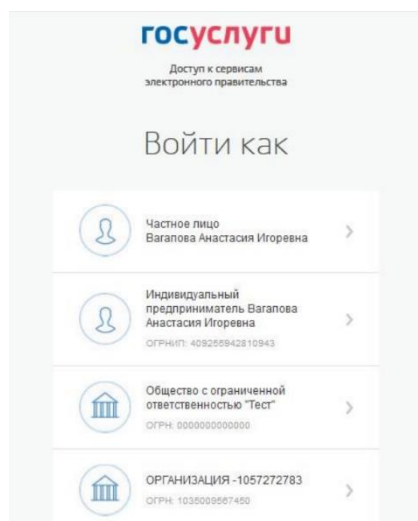 госуслуги
Доступ к сервисам
электронного правительства
Войти как
Частное лицо
Вагапова Анастасия Игоревна
Индивидуальный
предприниматель Вагапова
Анастасия Игоревна
ОГРНИП: 409256942810943
Общество с ограниченной
ответственностью "Тест"
ОГРН: 0000000000000
ОРГАНИЗАЦИЯ -1057272783
ОГРН: 1035009567450